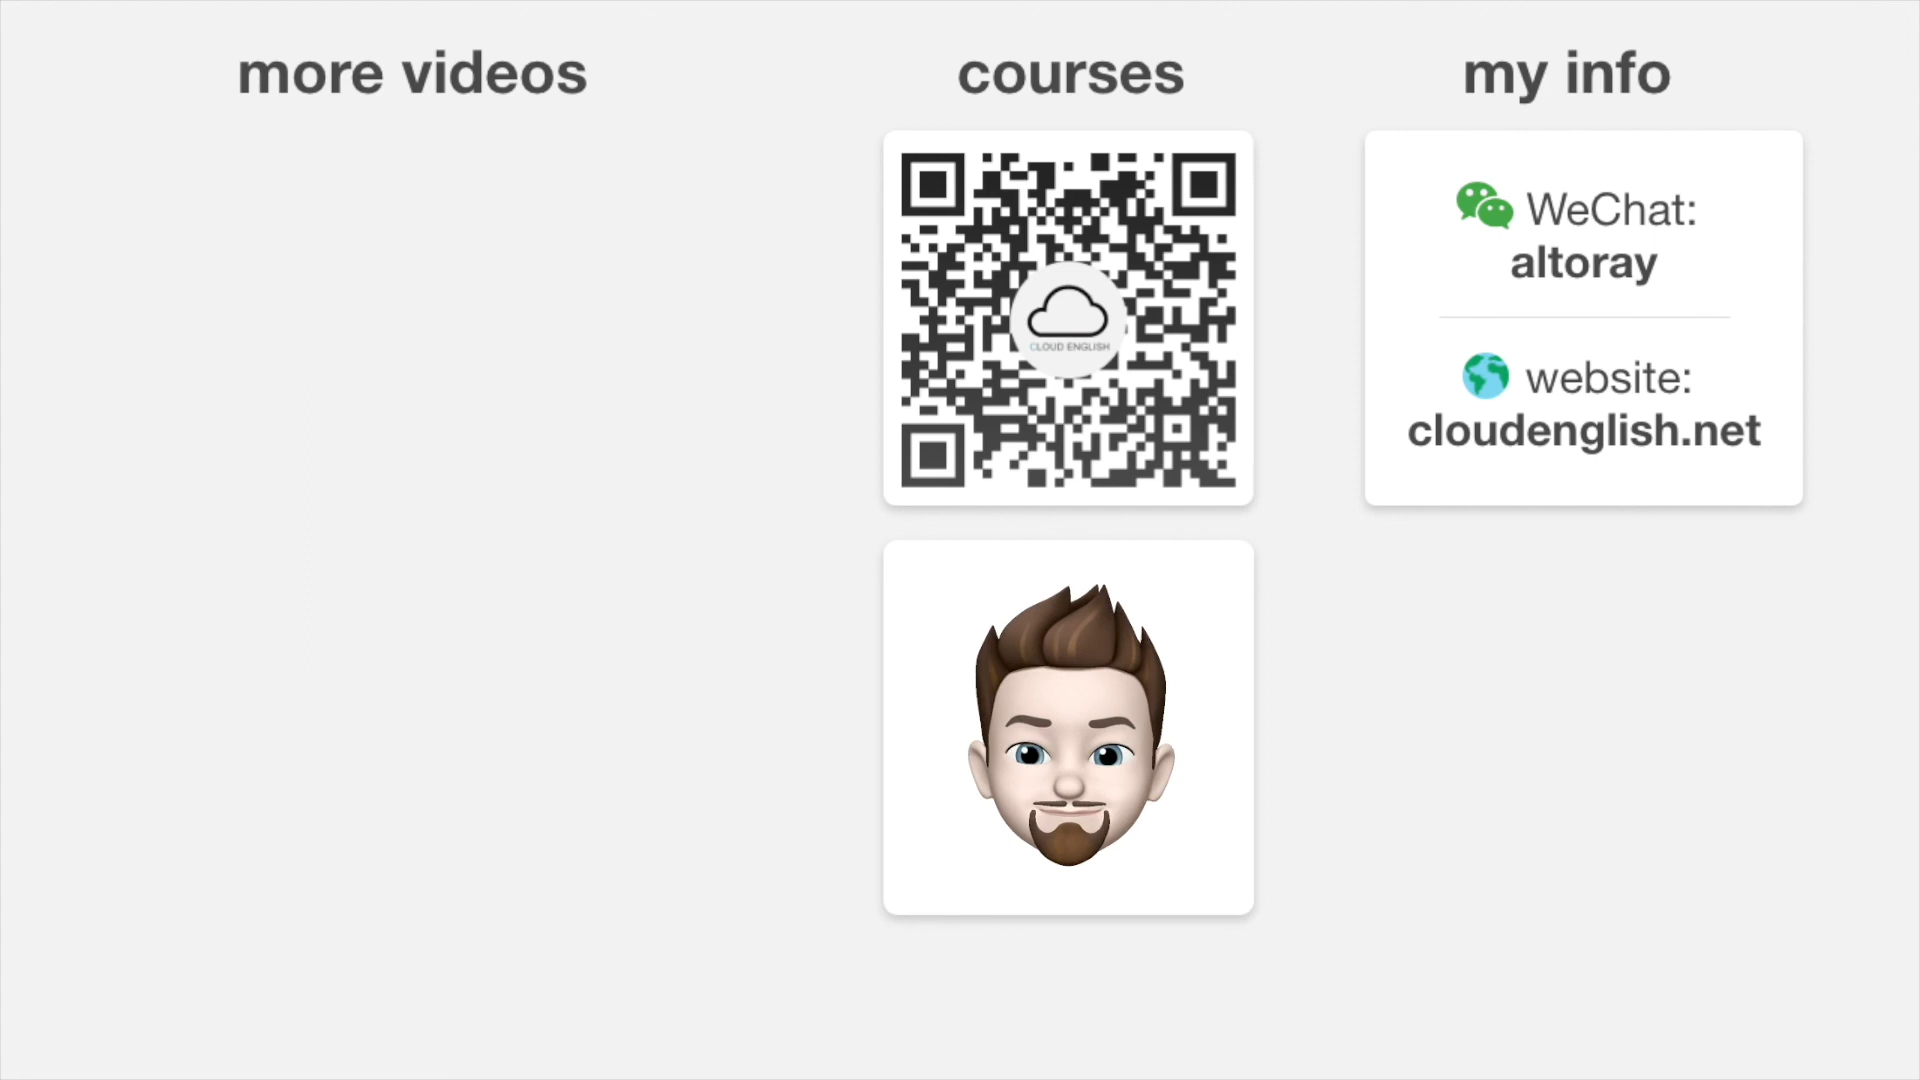 more videos
courses
my info
CLOUD ENGLISH
WeChat:
altoray
website:
cloudenglish.net